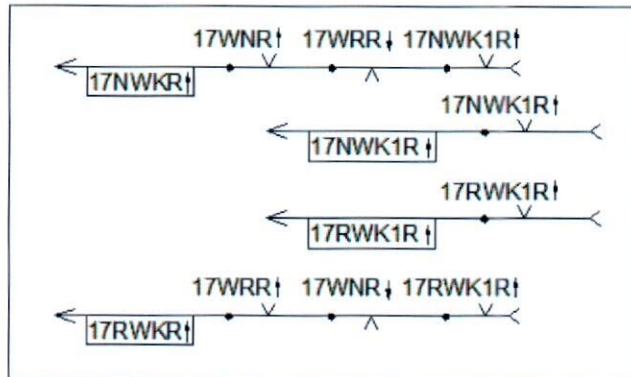 17WNR↑ 17WRR↓ 17NWK1R↑
17NWKR↑
17NWK1R↑
17NWK1R↑
17RWK1R↑
17RWK1R↑
17WRR↑ 17WNR↓ 17RWK1R↑
17RWKR↑